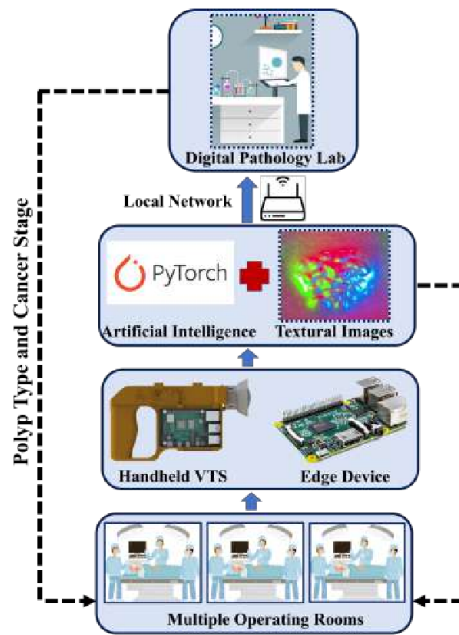 Digital Pathology Lab
Local Network
PyTorch
Artificial Intelligence
Textural Images
Polyp Type and Cancer Stage
Handheld VTS
Edge Device
Multiple Operating Rooms